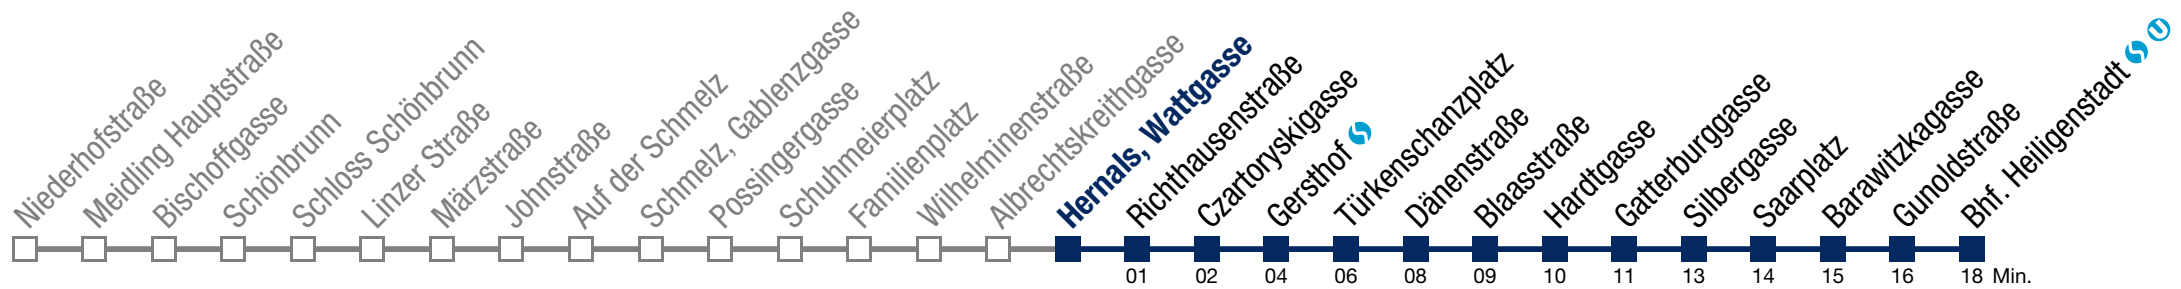 Niederhofstraße
Meidling Hauptstraße
Bischoffgasse
Schönbrunn
Schloss Schönbrunn
Linzer Straße
Märzstraße
Johnstraße
Auf der Schmelz
Schmelz, Gablenzgasse
Possingergasse
Schuhmeierplatz
Familienplatz
Wilhelminenstraße
Albrechtskreithgasse
Hernals, Wattgasse
Richthausenstraße
Czartoryskigasse
Gersthof
Türkenschanzplatz
Dänenstraße
Blaasstraße
Hardtgasse
Gatterburggasse
Silbergasse
Saarplatz
Barawitzkagasse
Gunoldstraße
Bhf. Heiligenstadt U
01 02 04 06 08 09 10 11 13 14 15 16 18 Min.